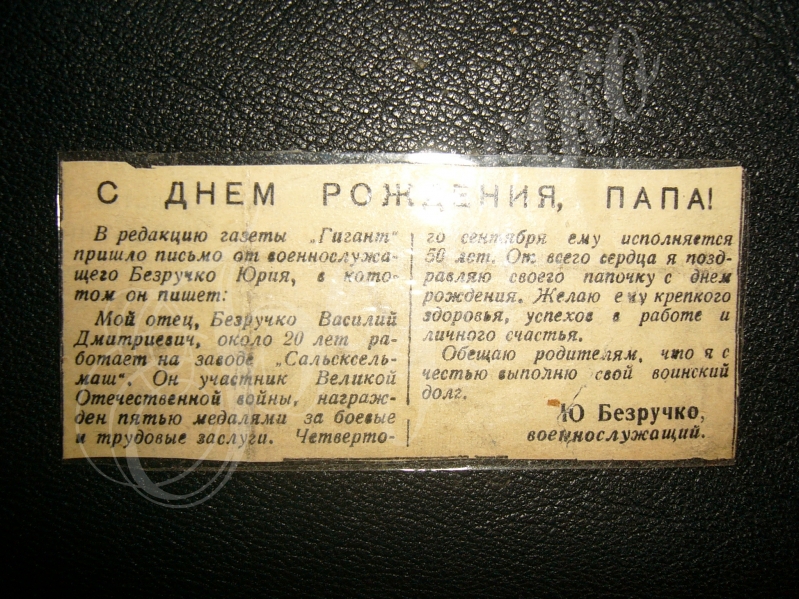 С ДНЕМ РОЖДЕНИЯ, ПАПА!
В редакцию газеты „Гигант“
пришло письмо от военнослужа-
щего Безручко Юрия, в кото-
том он пишет:
Мой отец, Безручко Василий
Дмитриевич, около 20 лет ра-
ботает на заводе „Сальсксель-
маш“. Он участник Великой
Отечественной войны, награж-
ден пятью медалями за боевые
и трудовые заслуги. Четверто-
го сентября ему исполняется
50 лет. От всего сердца я позд-
равляю своего папочку с днем
рождения. Желаю ему крепкого
здоровья, успехов в работе и
личного счастья.
Обещаю родителям, что я с
честью выполню свой воинский
долг.
Ю Безручко,
военнослужащий.